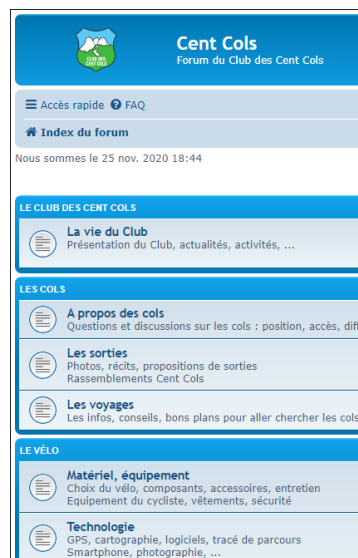 CLUB DES
CENT COLS
Cent Cols
Forum du Club des Cent Cols
Accès rapide FAQ
Index du forum
Nous sommes le 25 nov. 2020 18:44
LE CLUB DES CENT COLS
La vie du Club
Présentation du Club, actualités, activités, ...
LES COLS
A propos des cols
Questions et discussions sur les cols : position, accès, diff
Les sorties
Photos, récits, propositions de sorties
Rassemblements Cent Cols
Les voyages
Les infos, conseils, bons plans pour aller chercher les cols
LE VÉLO
Matériel, équipement
Choix du vélo, composants, accessoires, entretien
Equipement du cycliste, vêtements, sécurité
Technologie
GPS, cartographie, logiciels, tracé de parcours
Smartphone, photographie, ...